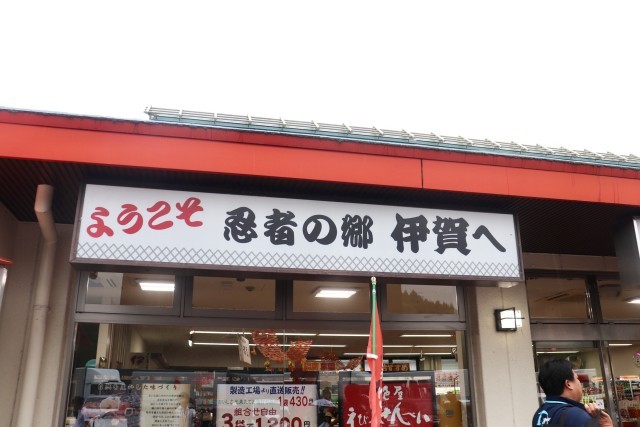 ようこそ 忍者の郷 伊賀へ
製造工場より直送販売!!
1袋430円
組合せ自由
3袋で1,200円
えびせんべい